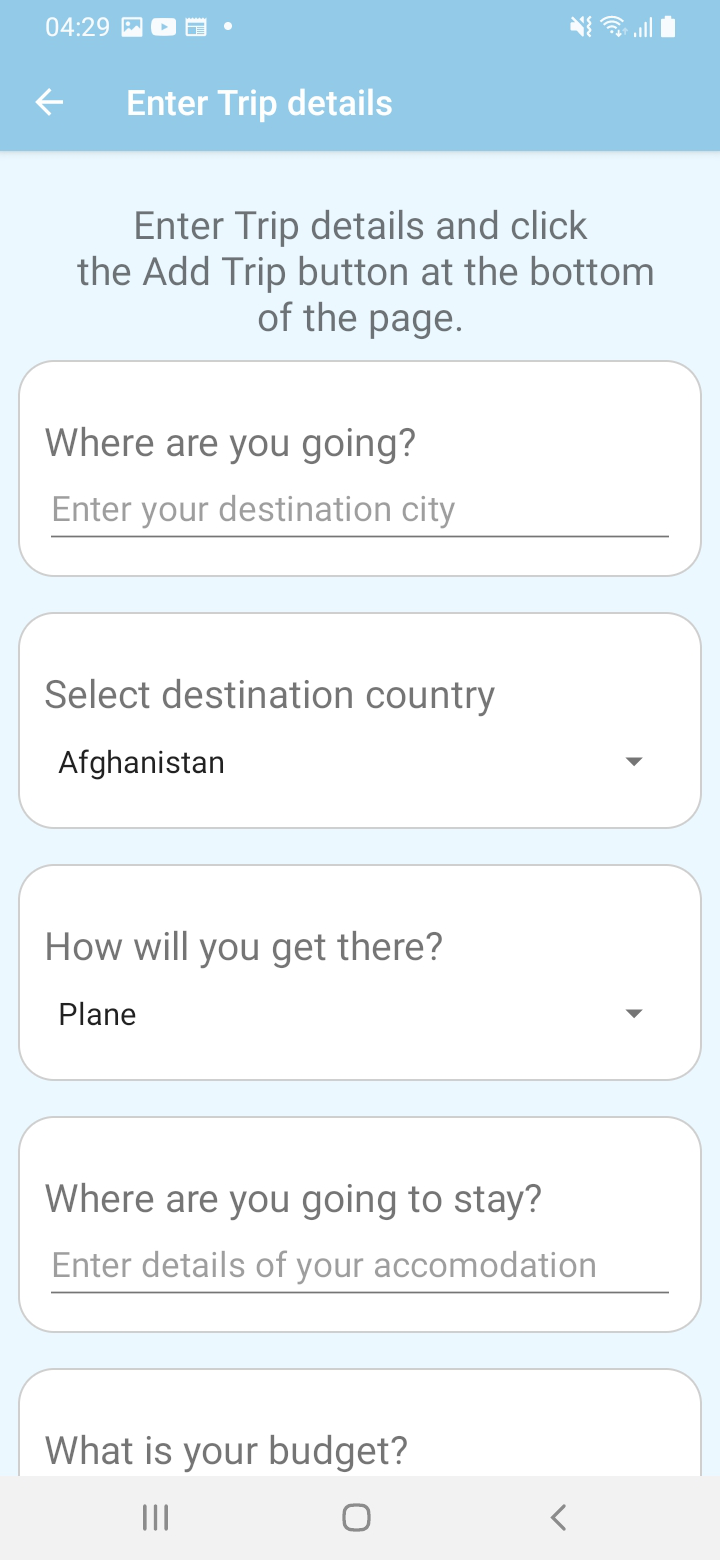 04:29
Enter Trip details
Enter Trip details and click
the Add Trip button at the bottom
of the page.
Where are you going?
Enter your destination city
Select destination country
Afghanistan
How will you get there?
Plane
Where are you going to stay?
Enter details of your accomodation
What is your budget?